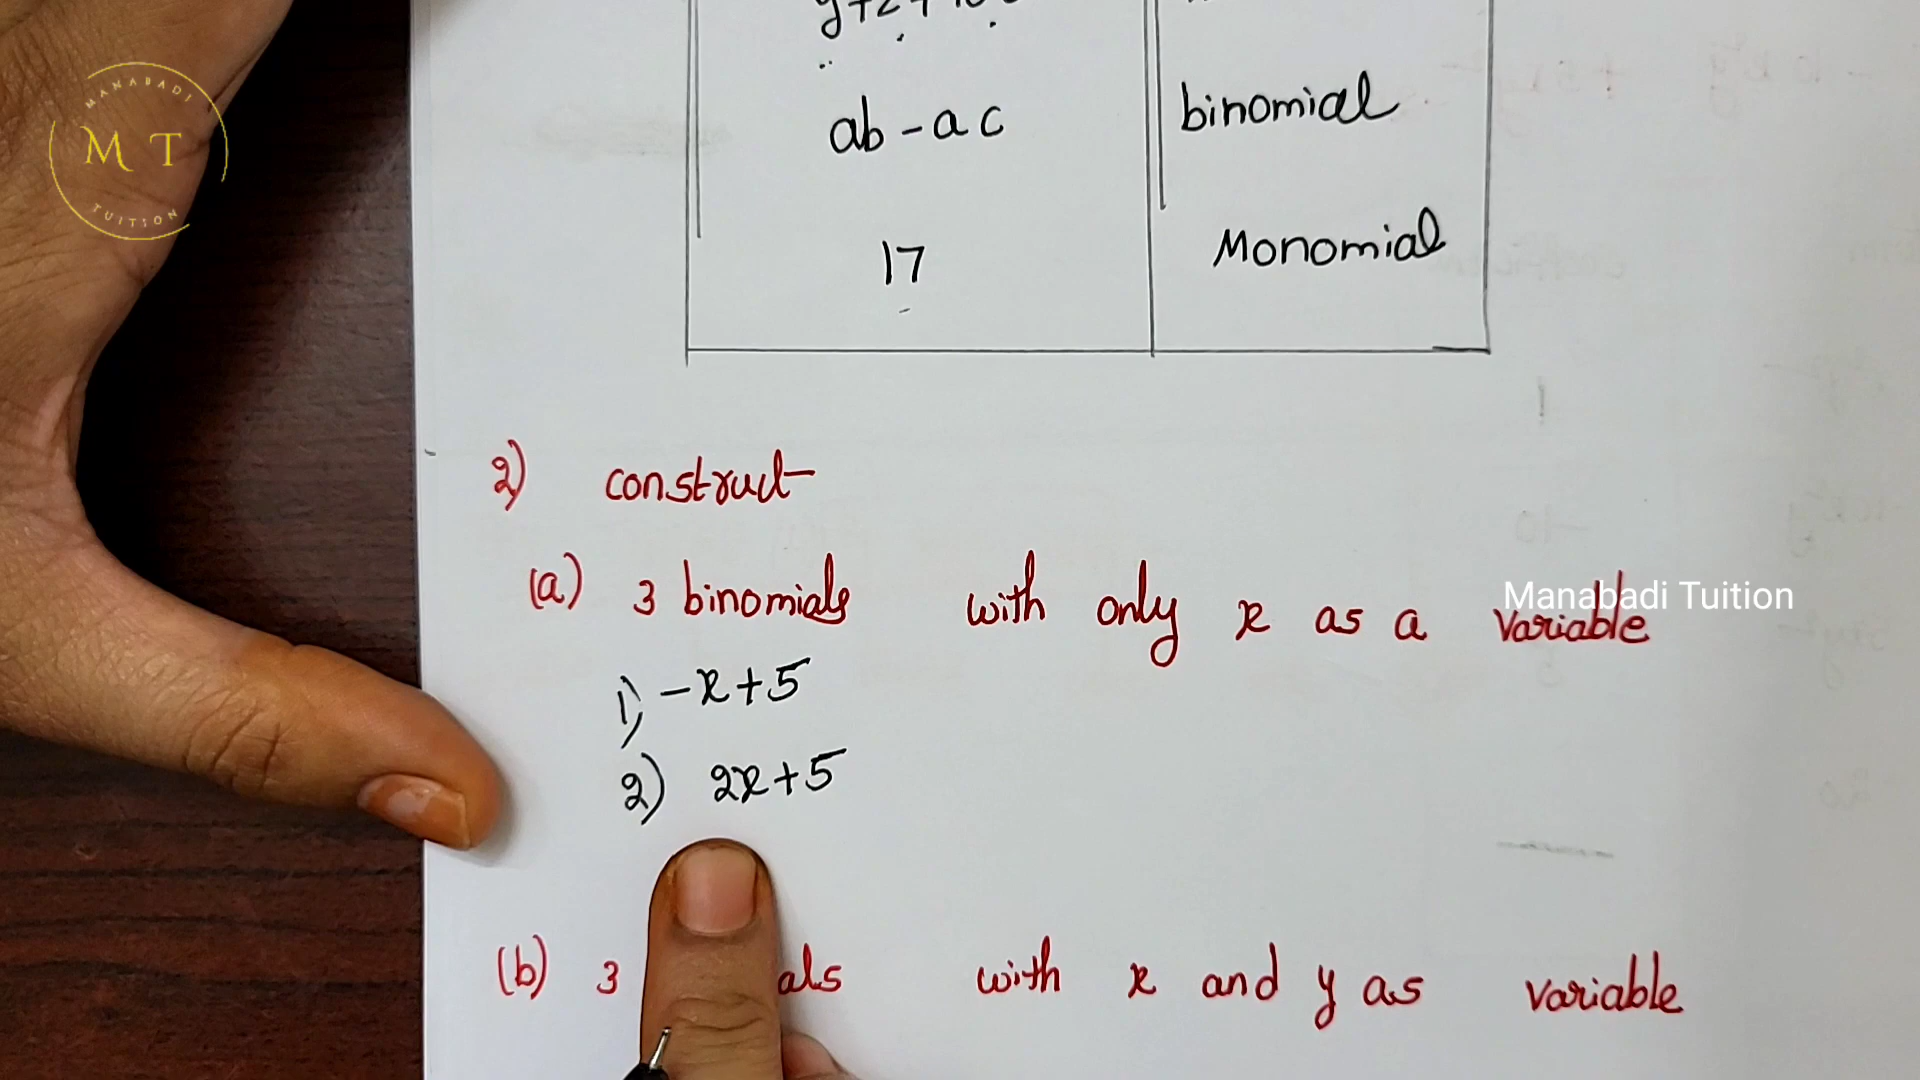 MANABADI
M T
TUITION
ab - ac binomial
17 Monomial
2) construct
(a) 3 binomials with only x as a variable
Manabadi Tuition
1) -x+5
2) 2x+5
(b) 3 with x and y as variable